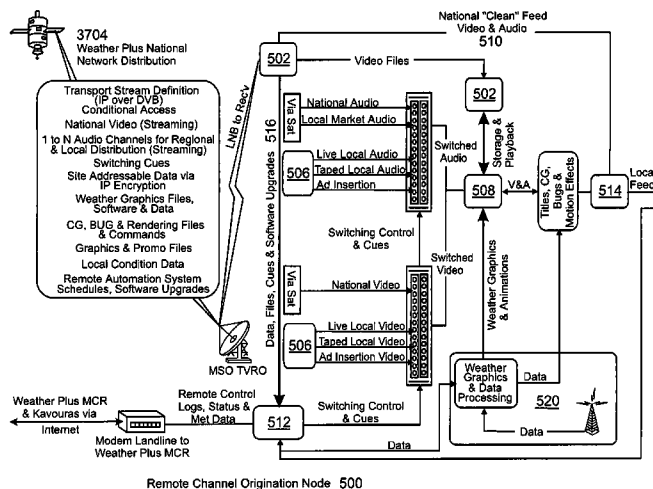 3704
Weather Plus National
Network Distribution
Transport Stream Definition
(IP over DVB)
Conditional Access
National Video (Streaming)
1 to N Audio Channels for Regional
& Local Distribution (Streaming)
Switching Cues
Site Addressable Data via
IP Encryption
Weather Graphics Files,
Software & Data
CG, BUG & Rendering Files
& Commands
Graphics & Promo Files
Local Condition Data
Remote Automation System
Schedules, Software Upgrades
MSO TVRO
LNB to Rec'v
502
Video Files
National "Clean" Feed
Video & Audio
510
502
516
Data, Files, Cues & Software Upgrades
Via Sat
National Audio
Local Market Audio
506
Live Local Audio
Taped Local Audio
Ad Insertion
Switched
Audio
Storage &
Playback
508
V&A
Titles, CG,
Bugs &
Motion Effects
514
Local
Feed
Switching Control
& Cues
Switched
Video
Via Sat
National Video
506
Live Local Video
Taped Local Video
Ad Insertion Video
Weather Graphics
& Animations
Weather
Graphics
& Data
Processing
Data
520
Data
Weather Plus MCR
& Kavouras via
Internet
Modem Landline to
Weather Plus MCR
Remote Control
Logs, Status &
Met Data
512
Switching Control
& Cues
Data
Remote Channel Origination Node 500